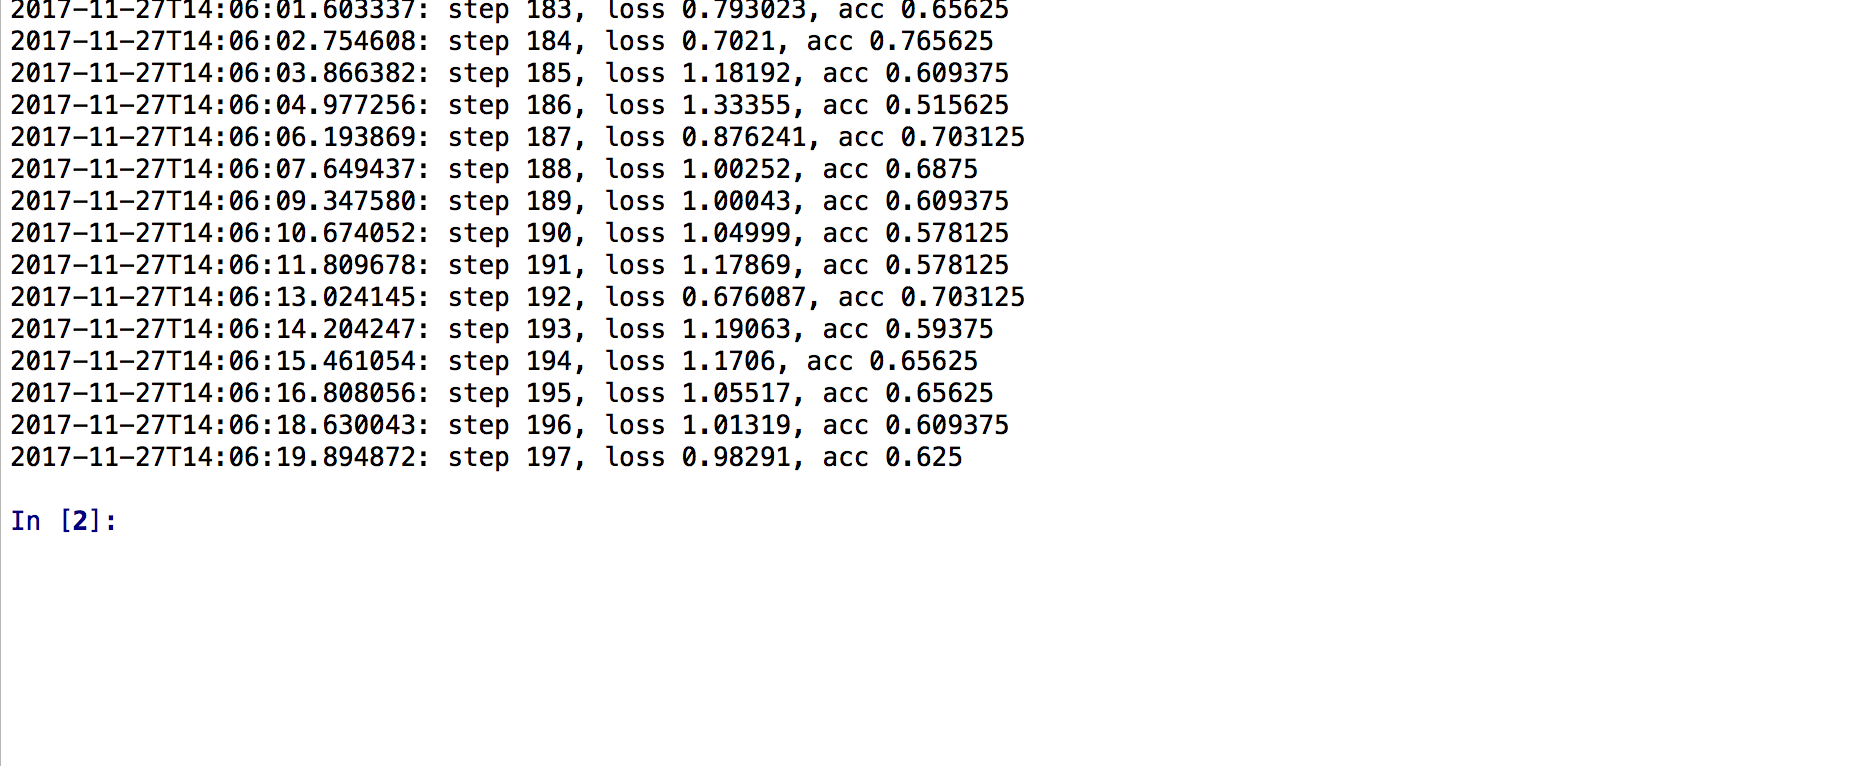 2017-11-27T14:06:01.603337: step 183, loss 0.793023, acc 0.65625
2017-11-27T14:06:02.754608: step 184, loss 0.7021, acc 0.765625
2017-11-27T14:06:03.866382: step 185, loss 1.18192, acc 0.609375
2017-11-27T14:06:04.977256: step 186, loss 1.33355, acc 0.515625
2017-11-27T14:06:06.193869: step 187, loss 0.876241, acc 0.703125
2017-11-27T14:06:07.649437: step 188, loss 1.00252, acc 0.6875
2017-11-27T14:06:09.347580: step 189, loss 1.00043, acc 0.609375
2017-11-27T14:06:10.674052: step 190, loss 1.04999, acc 0.578125
2017-11-27T14:06:11.809678: step 191, loss 1.17869, acc 0.578125
2017-11-27T14:06:13.024145: step 192, loss 0.676087, acc 0.703125
2017-11-27T14:06:14.204247: step 193, loss 1.19063, acc 0.59375
2017-11-27T14:06:15.461054: step 194, loss 1.1706, acc 0.65625
2017-11-27T14:06:16.808056: step 195, loss 1.05517, acc 0.65625
2017-11-27T14:06:18.630043: step 196, loss 1.01319, acc 0.609375
2017-11-27T14:06:19.894872: step 197, loss 0.98291, acc 0.625
In [2]: